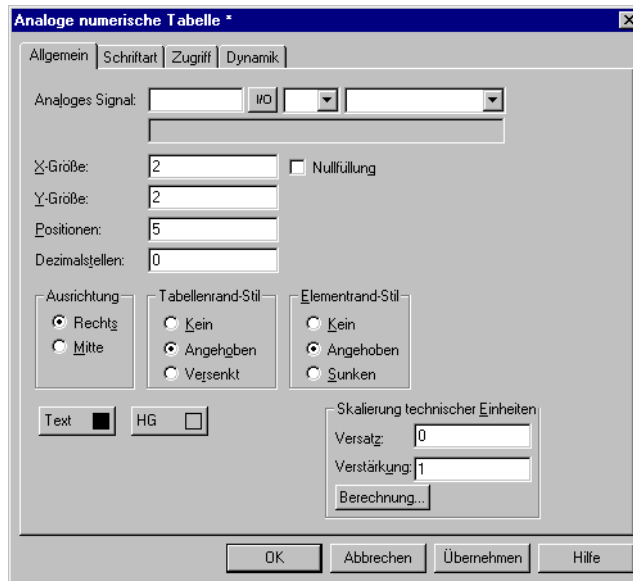 Analoge numerische Tabelle *
Allgemein Schriftart Zugriff Dynamik
Analoges Signal: I/O
X-Größe: 2 Nullfüllung
Y-Größe: 2
Positionen: 5
Dezimalstellen: 0
Ausrichtung Tabellenrand-Stil Elementrand-Stil
Rechts Kein Kein
Mitte Angehoben Angehoben
Versenkt Sunken
Text HG Skalierung technischer Einheiten
Versatz: 0
Verstärkung: 1
Berechnung...
OK Abbrechen Übernehmen Hilfe